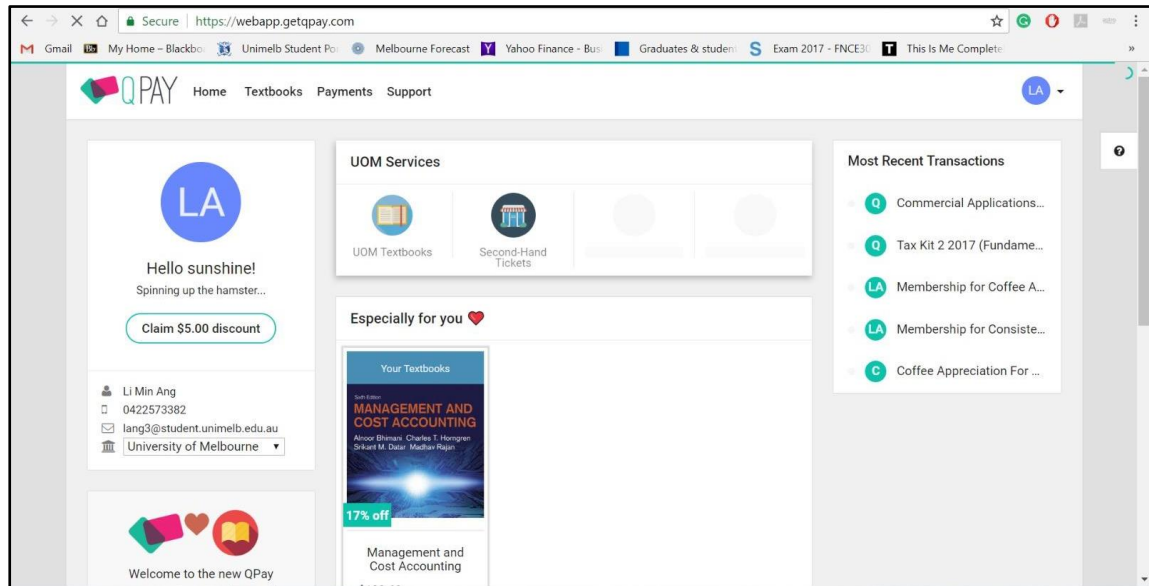 Secure https://webapp.getqpay.com
Gmail Bb My Home – Blackbo Unimelb Student Po Melbourne Forecast Y Yahoo Finance - Bus Graduates & studen S Exam 2017 - FNCE30 T This Is Me Complete »
QPAY Home Textbooks Payments Support LA
LA
Hello sunshine!
Spinning up the hamster...
Claim $5.00 discount
Li Min Ang
0422573382
lang3@student.unimelb.edu.au
University of Melbourne
Welcome to the new QPay
UOM Services
UOM Textbooks
Second-Hand
Tickets
Especially for you
Your Textbooks
Sixth Edition
MANAGEMENT AND
COST ACCOUNTING
Alnoor Bhimani Charles T. Horngren
Srikant M. Datar Madhav Rajan
17% off
Management and
Cost Accounting
Most Recent Transactions
Q Commercial Applications...
Q Tax Kit 2 2017 (Fundame...
LA Membership for Coffee A...
LA Membership for Consiste...
C Coffee Appreciation For ...